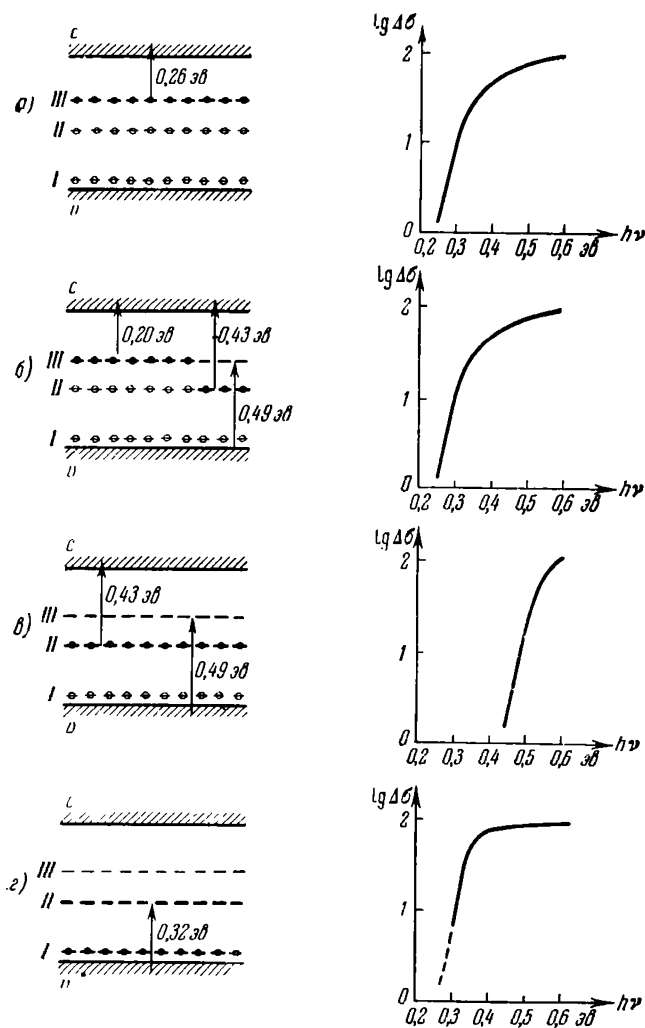 а)
C
0,26 эв
III
II
I
lg Δσ
2
1
0
0,2 0,3 0,4 0,5 0,6 эв hν
б)
C
0,20 эв
0,43 эв
III
II
0,49 эв
I
lg Δσ
2
1
0
0,2 0,3 0,4 0,5 0,6 эв hν
в)
C
0,43 эв
III
II
0,49 эв
I
lg Δσ
2
1
0
0,2 0,3 0,4 0,5 0,6 эв hν
г)
C
III
II
0,32 эв
I
lg Δσ
2
1
0
0,2 0,3 0,4 0,5 0,6 эв hν